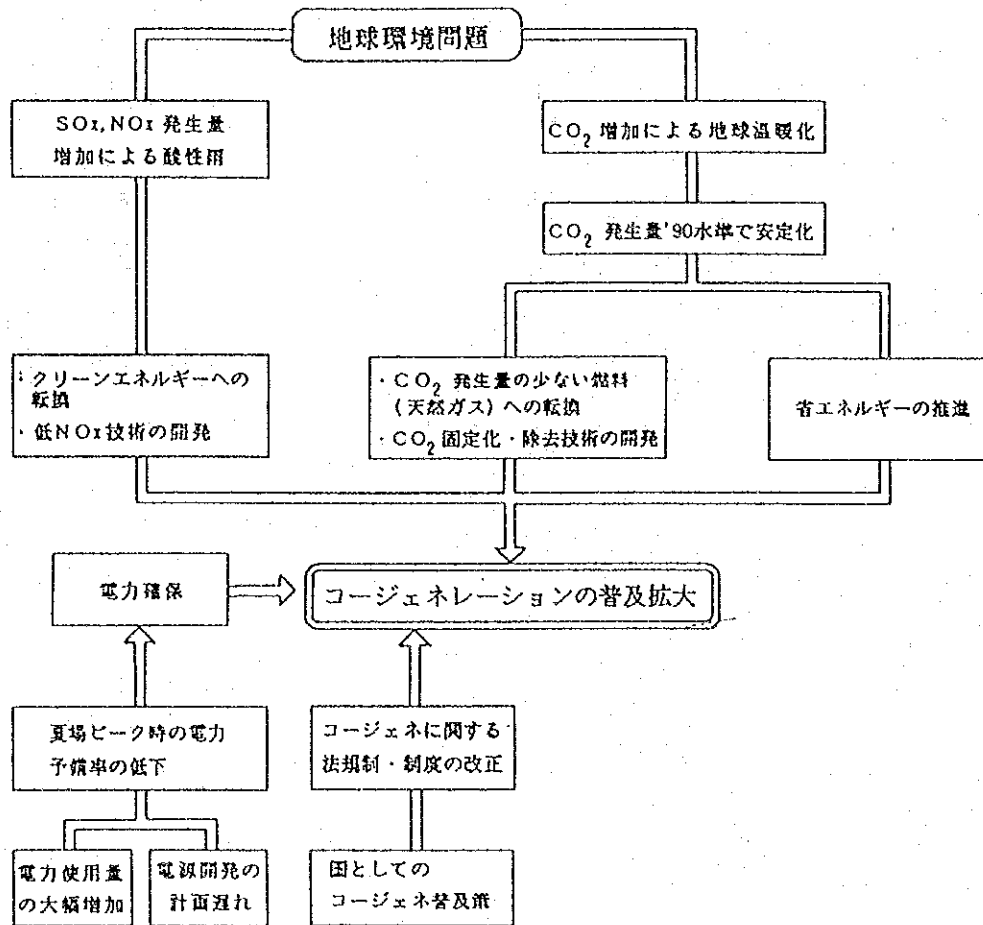 地球環境問題
SOx,NOx 発生量
増加による酸性雨
CO₂ 増加による地球温暖化
CO₂ 発生量'90水準で安定化
・クリーンエネルギーへの
転換
・低NOx技術の開発
・CO₂ 発生量の少ない燃料
(天然ガス)への転換
・CO₂ 固定化・除去技術の開発
省エネルギーの推進
電力確保
コージェネレーションの普及拡大
夏場ピーク時の電力
予備率の低下
コージェネに関する
法規制・制度の改正
電力使用量
の大幅増加
電源開発の
計画遅れ
国としての
コージェネ普及策